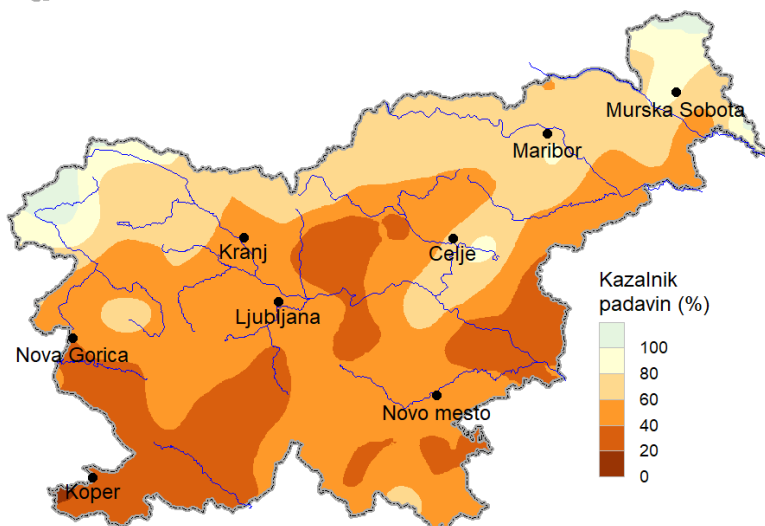 Murska Sobota
Maribor
Kranj
Celje
Ljubljana
Nova Gorica
Novo mesto
Koper
Kazalnik
padavin (%)
100
80
60
40
20
0